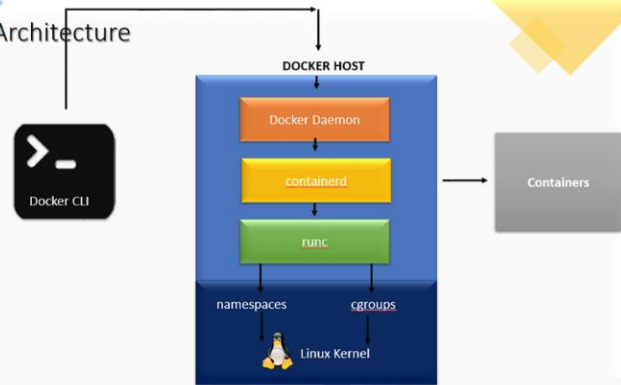 Architecture
DOCKER HOST
Docker Daemon
containerd
Docker CLI
Containers
runc
namespaces
cgroups
Linux Kernel